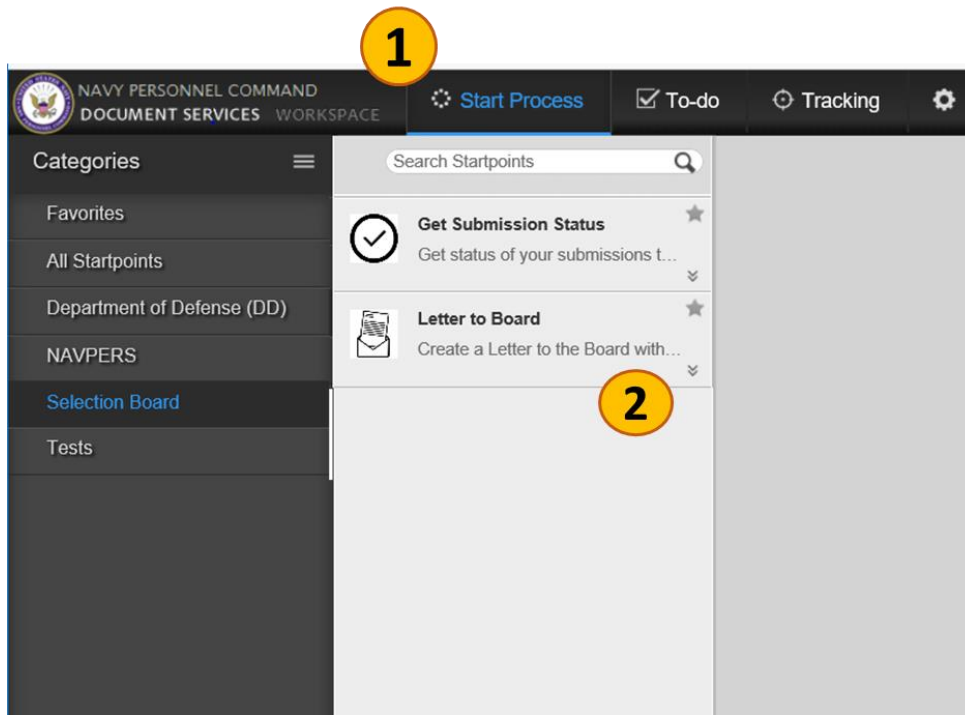 1
NAVY PERSONNEL COMMAND
DOCUMENT SERVICES WORKSPACE
Start Process
To-do
Tracking
Categories
Search Startpoints
Favorites
All Startpoints
Department of Defense (DD)
NAVPERS
Selection Board
Tests
Get Submission Status
Get status of your submissions t...
Letter to Board
Create a Letter to the Board with...
2